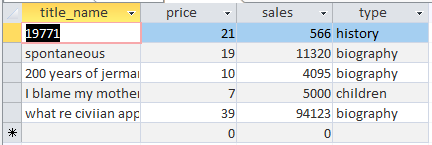 title_name price sales type
19771 21 566 history
spontaneous 19 11320 biography
200 years of jerman 10 4095 biography
I blame my mother 7 5000 children
what re civiian app 39 94123 biography
0 0